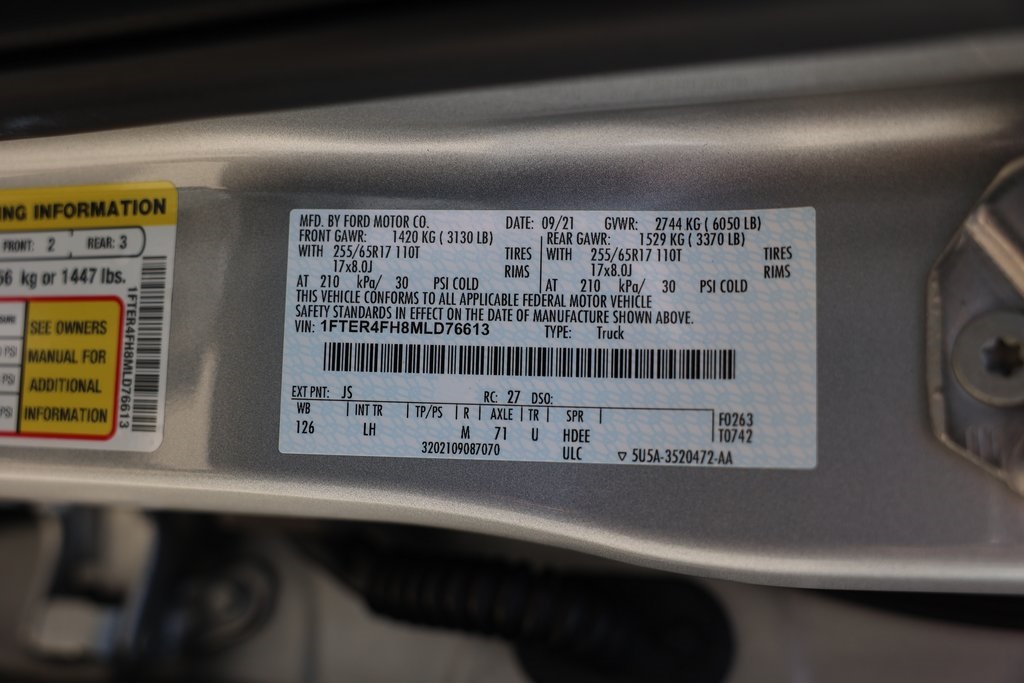 NG INFORMATION
FRONT: 2 REAR: 3
kg or 1447 lbs.
SEE OWNERS
MANUAL FOR
ADDITIONAL
INFORMATION
PSI
PSI
1FTER4FH8MLD76613
MFD. BY FORD MOTOR CO. DATE: 09/21 GVWR: 2744 KG ( 6050 LB)
FRONT GAWR: 1420 KG ( 3130 LB) REAR GAWR: 1529 KG ( 3370 LB)
WITH 255/65R17 110T TIRES WITH 255/65R17 110T TIRES
17x8.0J RIMS 17x8.0J RIMS
AT 210 kPa/ 30 PSI COLD AT 210 kPa/ 30 PSI COLD
THIS VEHICLE CONFORMS TO ALL APPLICABLE FEDERAL MOTOR VEHICLE
SAFETY STANDARDS IN EFFECT ON THE DATE OF MANUFACTURE SHOWN ABOVE.
VIN: 1FTER4FH8MLD76613 TYPE: Truck
EXT PNT: JS RC: 27 DSO:
WB INT TR TP/PS R AXLE TR SPR F0263
126 LH M 71 U HDEE T0742
3202109087070 ULC ▽ 5U5A-3520472-AA